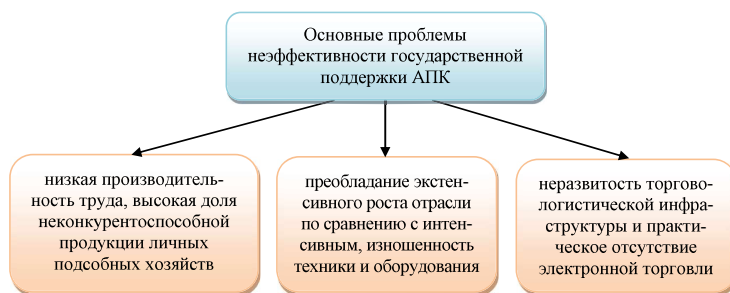 Основные проблемы
неэффективности государственной
поддержки АПК
низкая производитель-
ность труда, высокая доля
неконкурентоспособной
продукции личных
подсобных хозяйств
преобладание экстен-
сивного роста отрасли
по сравнению с интен-
сивным, изношенность
техники и оборудования
неразвитость торгово-
логистической инфра-
структуры и практи-
ческое отсутствие
электронной торговли